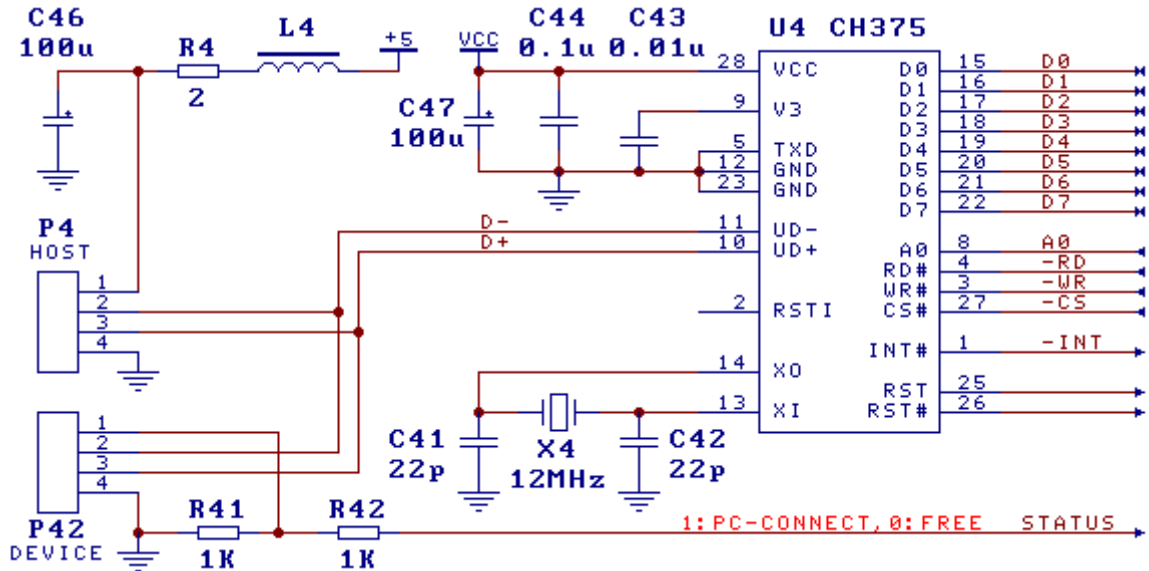 C46
100u
R4
2
L4
+5
VCC
C44
0.1u
C43
0.01u
C47
100u
U4 CH375
28 VCC
9 V3
5 TXD
12 GND
23 GND
11 UD-
10 UD+
2 RSTI
14 XO
13 XI
D0 15 D0
D1 16 D1
D2 17 D2
D3 18 D3
D4 19 D4
D5 20 D5
D6 21 D6
D7 22 D7
A0 8 A0
RD# 4 -RD
WR# 3 -WR
CS# 27 -CS
INT# 1 -INT
RST 25
RST# 26
D-
D+
P4
HOST
1
2
3
4
C41
22p
X4
12MHz
C42
22p
1
2
3
4
P42
DEVICE
R41
1K
R42
1K
1:PC-CONNECT,0:FREE STATUS